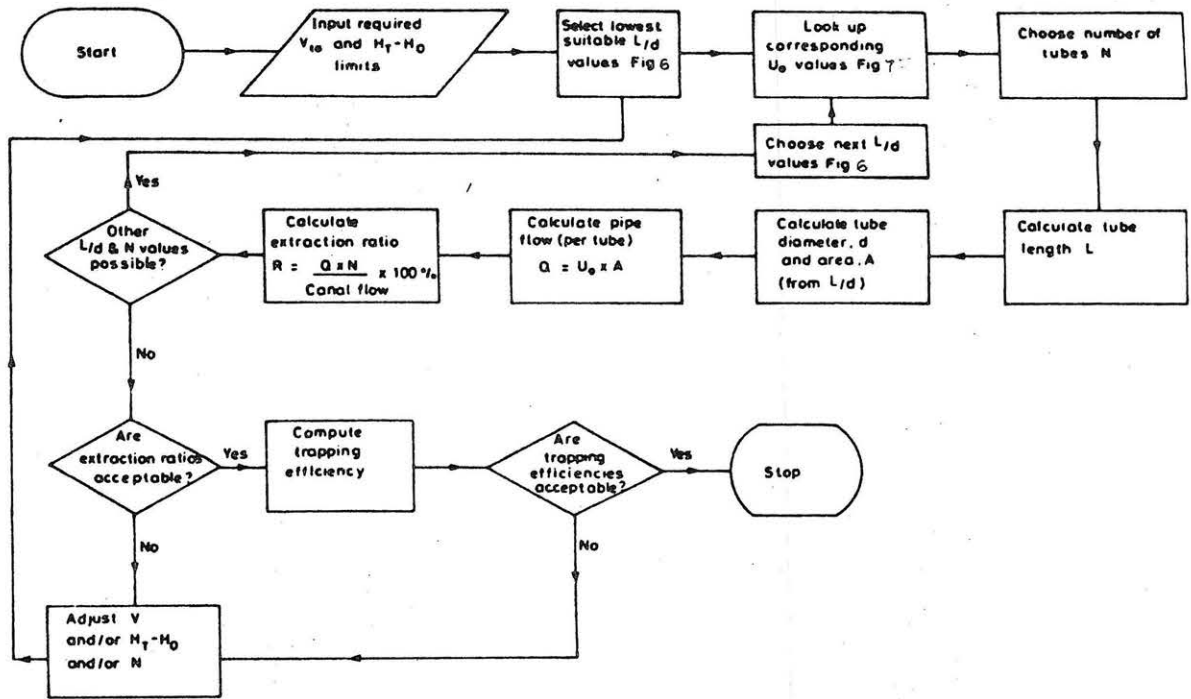 Start
Input required
V_to and H_T-H_O
limits
Select lowest
suitable L/d
values Fig 6
Look up
corresponding
U_o values Fig 7
Choose number of
tubes N
Choose next L/d
values Fig 6
Yes
Other
L/d & N values
possible?
Calculate
extraction ratio
R = Q x N / Canal flow x 100%
Calculate pipe
flow (per tube)
Q = U_o x A
Calculate tube
diameter, d
and area, A
(from L/d)
Calculate tube
length L
No
Are
extraction ratios
acceptable?
Yes
Compute
trapping
efficiency
Are
trapping
efficiencies
acceptable?
Yes
Stop
No
No
Adjust V
and/or H_T-H_O
and/or N